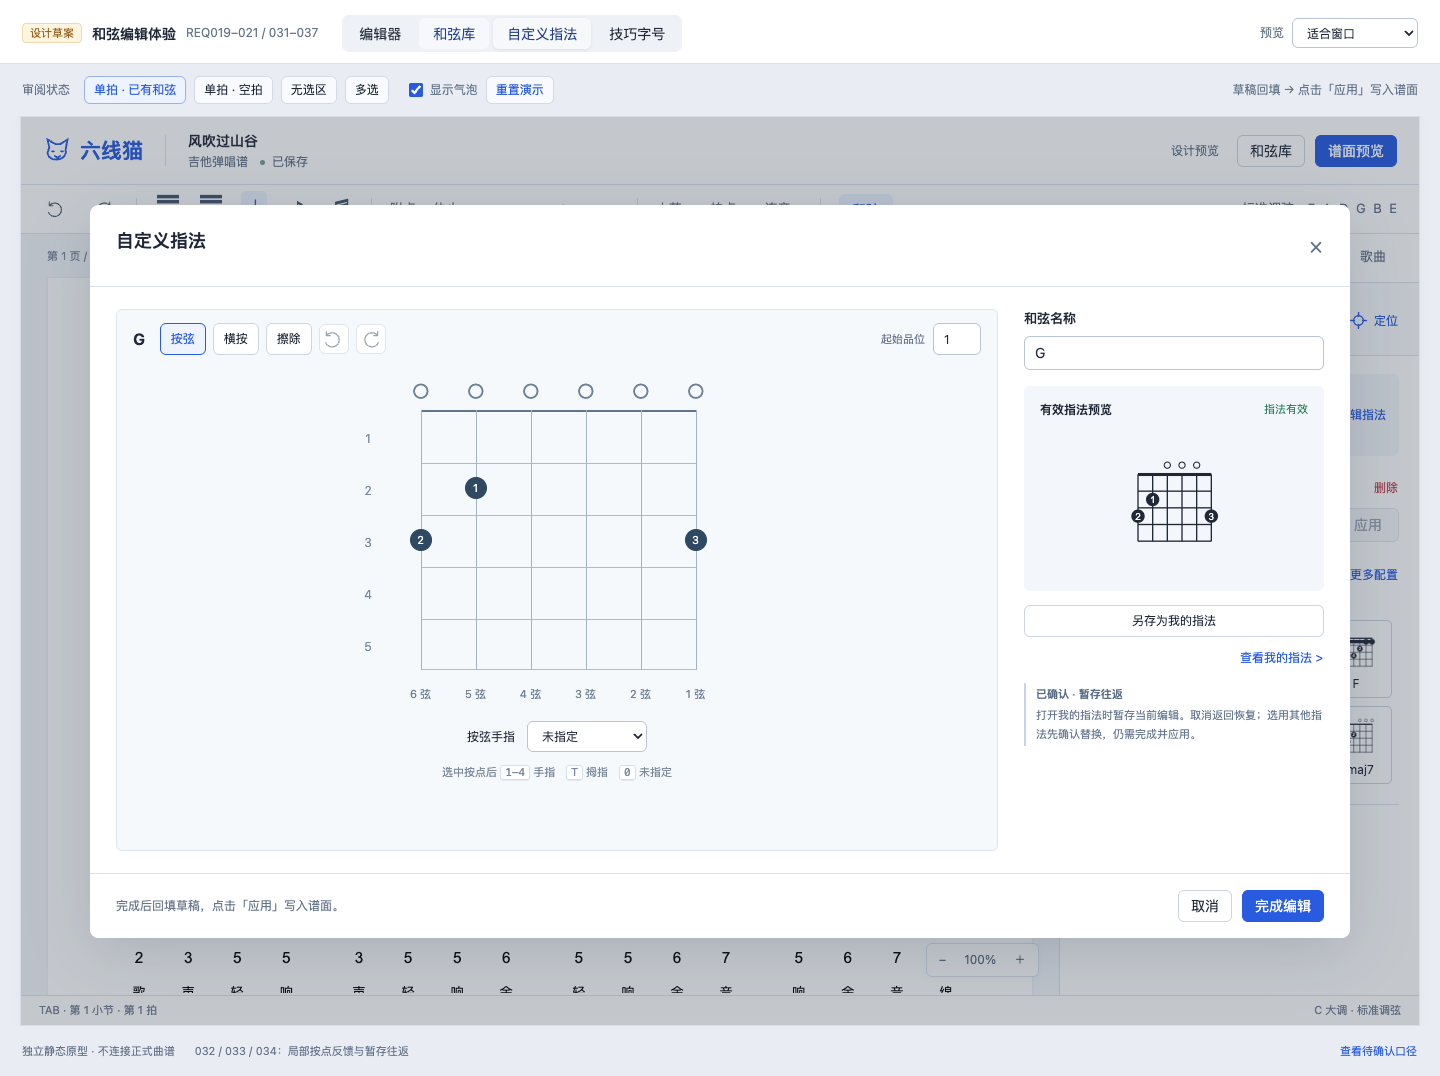 设计草案 和弦编辑体验 REQ019–021 / 031–037 编辑器 和弦库 自定义指法 技巧字号 预览 适合窗口
审阅状态 单拍 · 已有和弦 单拍 · 空拍 无选区 多选 显示气泡 重置演示 草稿回填 → 点击「应用」写入谱面
六线猫 风吹过山谷 吉他弹唱谱 已保存 设计预览 和弦库 谱面预览
G B E
第 1 页 / 歌曲
自定义指法 ×
G 按弦 横按 擦除 起始品位 1
1
2 1
3 2 3
4
5
6 弦 5 弦 4 弦 3 弦 2 弦 1 弦
按弦手指 未指定
选中按点后 1–4 手指 T 拇指 0 未指定
和弦名称
G
有效指法预览 指法有效
1
2 3
另存为我的指法
查看我的指法 >
已确认 · 暂存往返
打开我的指法时暂存当前编辑。取消返回恢复；选用其他指
法先确认替换，仍需完成并应用。
定位
辑指法
删除
应用
更多配置
F
maj7
完成后回填草稿，点击「应用」写入谱面。 取消 完成编辑
2 3 5 5 3 5 5 6 5 5 6 7 5 6 7 − 100% +
TAB · 第 1 小节 · 第 1 拍 C 大调 · 标准调弦
独立静态原型 · 不连接正式曲谱 032 / 033 / 034：局部按点反馈与暂存往返 查看待确认口径